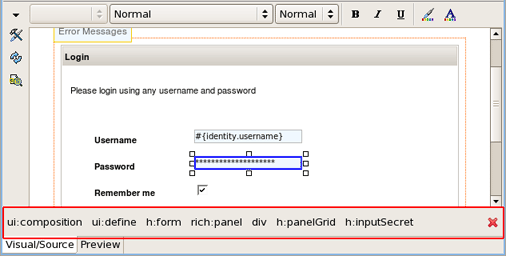 Normal Normal B I U A
Error Messages
Login
Please login using any username and password
Username #{identity.username}
Password ********************
Remember me
ui:composition ui:define h:form rich:panel div h:panelGrid h:inputSecret
Visual/Source Preview